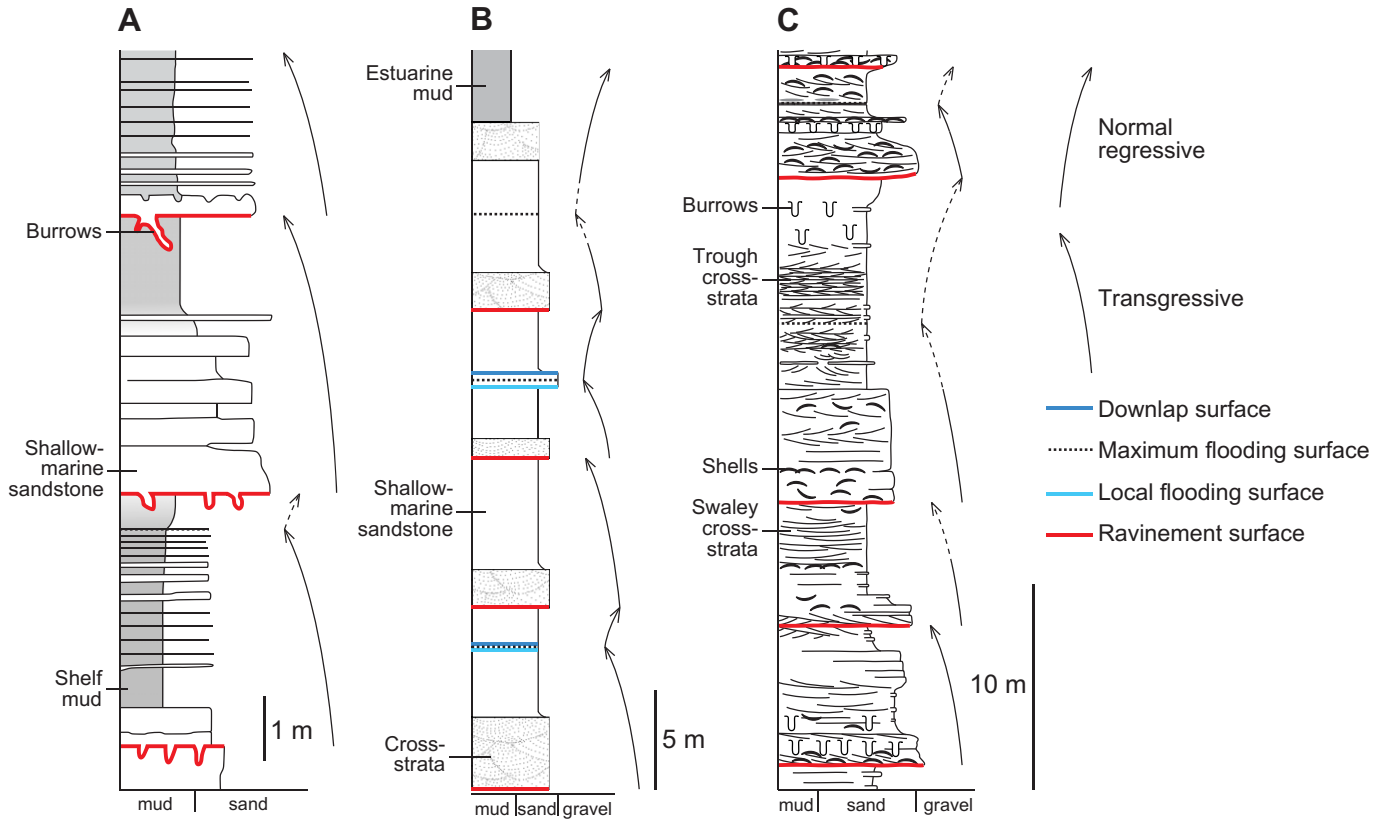 A
B
C
Burrows
Shallow-
marine
sandstone
Shelf
mud
1 m
mud
sand
Estuarine
mud
Shallow-
marine
sandstone
Cross-
strata
5 m
mud
sand
gravel
Burrows
Trough
cross-
strata
Shells
Swaley
cross-
strata
10 m
mud
sand
gravel
Normal
regressive
Transgressive
Downlap surface
Maximum flooding surface
Local flooding surface
Ravinement surface